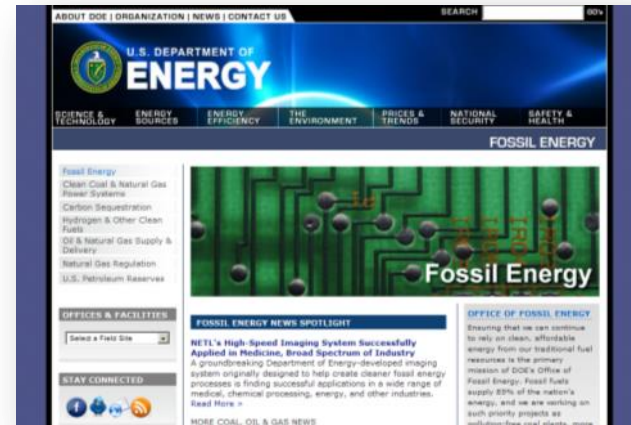 ABOUT DOE | ORGANIZATION | NEWS | CONTACT US
SEARCH
GO
U.S. DEPARTMENT OF
ENERGY
SCIENCE & TECHNOLOGY
ENERGY SOURCES
ENERGY EFFICIENCY
THE ENVIRONMENT
PRICES & TRENDS
NATIONAL SECURITY
SAFETY & HEALTH
FOSSIL ENERGY
Fossil Energy
Clean Coal & Natural Gas
Power Systems
Carbon Sequestration
Hydrogen & Other Clean
Fuels
Oil & Natural Gas Supply &
Delivery
Natural Gas Regulation
U.S. Petroleum Reserves
Fossil Energy
OFFICES & FACILITIES
Select a Field Site
STAY CONNECTED
FOSSIL ENERGY NEWS SPOTLIGHT
NETL's High-Speed Imaging System Successfully
Applied in Medicine, Broad Spectrum of Industry
A groundbreaking Department of Energy-developed imaging
system originally designed to help create cleaner fossil energy
processes is finding successful applications in a wide range of
medical, chemical processing, energy, and other industries.
Read More »
MORE COAL, OIL & GAS NEWS
OFFICE OF FOSSIL ENERGY
Ensuring that we can continue
to rely on clean, affordable
energy from our traditional fuel
resources is the primary
mission of DOE's Office of
Fossil Energy. Fossil fuels
supply 85% of the nation's
energy, and we are working on
such priority projects as
pollution-free coal plants, more